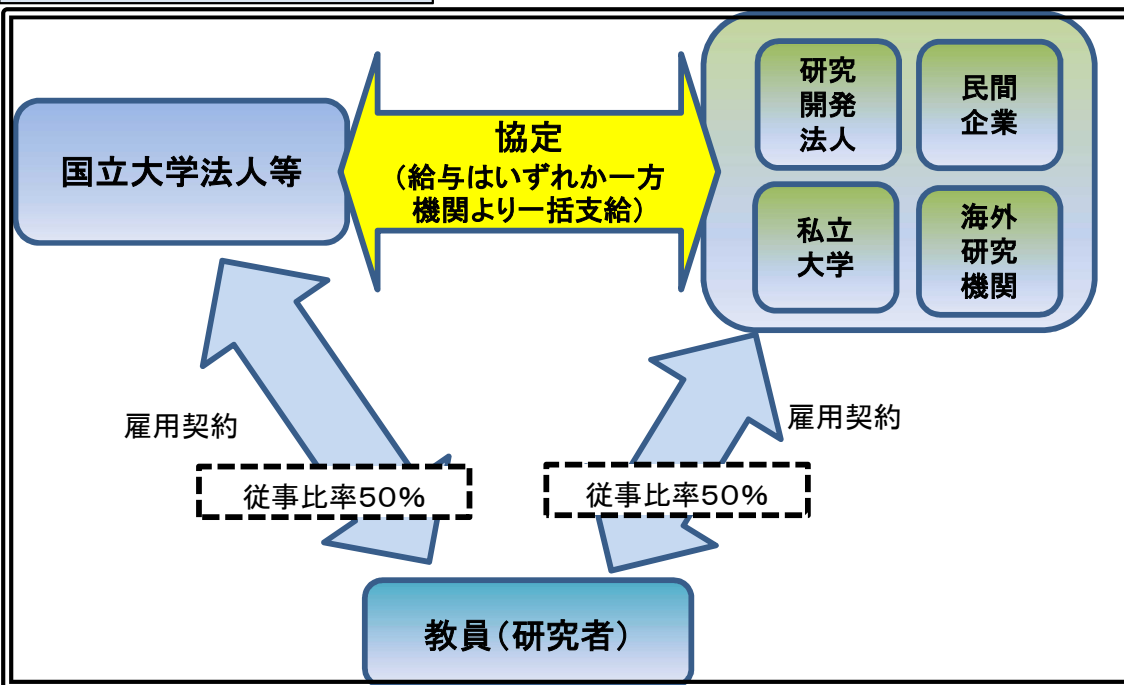 国立大学法人等
協定
（給与はいずれか一方
機関より一括支給）
研究
開発
法人
民間
企業
私立
大学
海外
研究
機関
雇用契約
雇用契約
従事比率50%
従事比率50%
教員（研究者）